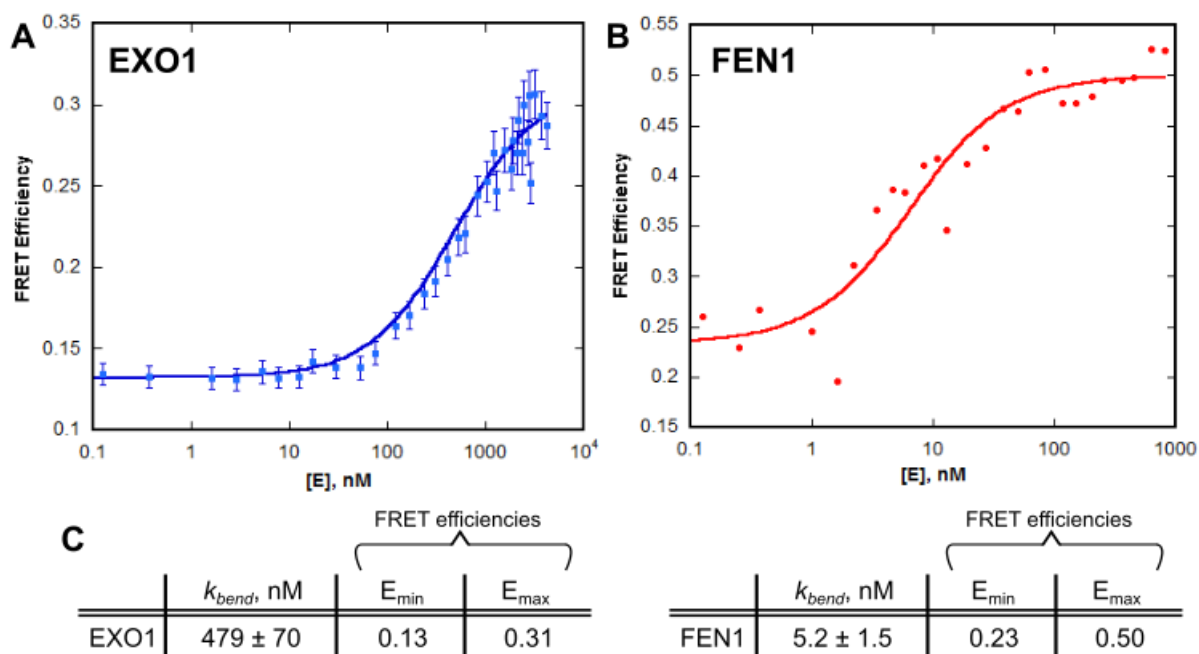 A
EXO1
0.35
0.3
0.25
0.2
0.15
0.1
FRET Efficiency
0.1 1 10 100 1000 10⁴
[E], nM
B
FEN1
0.55
0.5
0.45
0.4
0.35
0.3
0.25
0.2
0.15
FRET Efficiency
0.1 1 10 100 1000
[E], nM
C
FRET efficiencies
k_bend, nM E_min E_max
EXO1 479 ± 70 0.13 0.31
FRET efficiencies
k_bend, nM E_min E_max
FEN1 5.2 ± 1.5 0.23 0.50